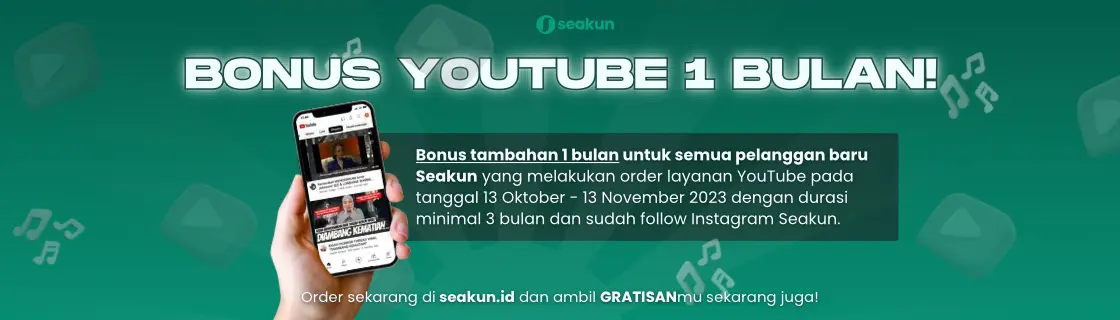 seakun
BONUS YOUTUBE 1 BULAN!
Bonus tambahan 1 bulan untuk semua pelanggan baru
Seakun yang melakukan order layanan YouTube pada
tanggal 13 Oktober - 13 November 2023 dengan durasi
minimal 3 bulan dan sudah follow Instagram Seakun.
DIAMBANG KEMATIAN
Order sekarang di seakun.id dan ambil GRATISANmu sekarang juga!